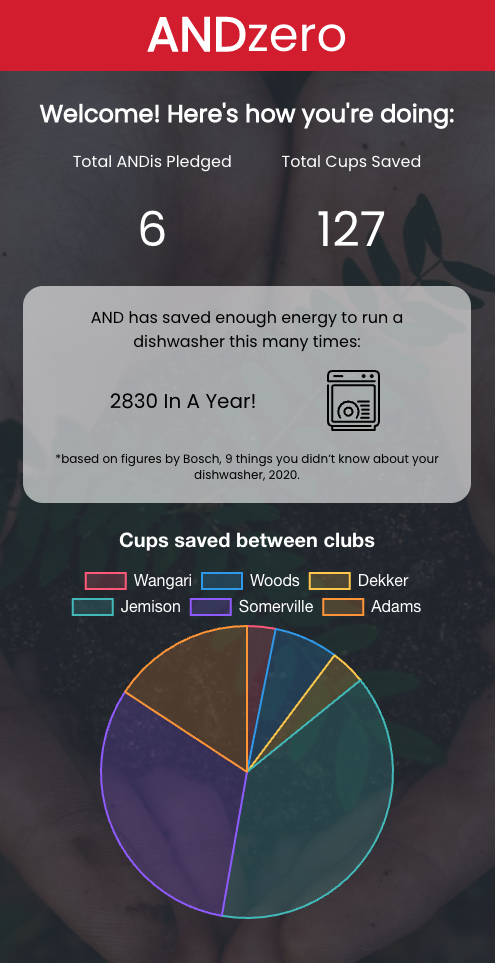 ANDzero
Welcome! Here's how you're doing:
Total ANDis Pledged
Total Cups Saved
6
127
AND has saved enough energy to run a
dishwasher this many times:
2830 In A Year!
*based on figures by Bosch, 9 things you didn’t know about your
dishwasher, 2020.
Cups saved between clubs
Wangari Woods Dekker
Jemison Somerville Adams